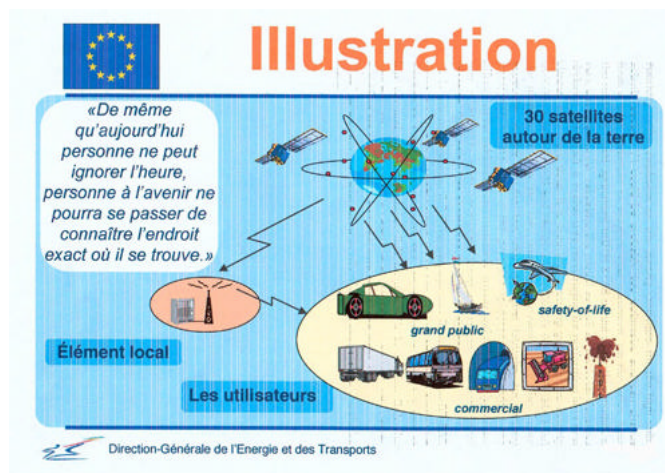 Illustration
«De même
qu'aujourd'hui
personne ne peut
ignorer l'heure,
personne à l'avenir ne
pourra se passer de
connaître l'endroit
exact où il se trouve.»
30 satellites
autour de la terre
grand public
safety-of-life
Élément local
Les utilisateurs
commercial
Direction-Générale de l'Energie et des Transports